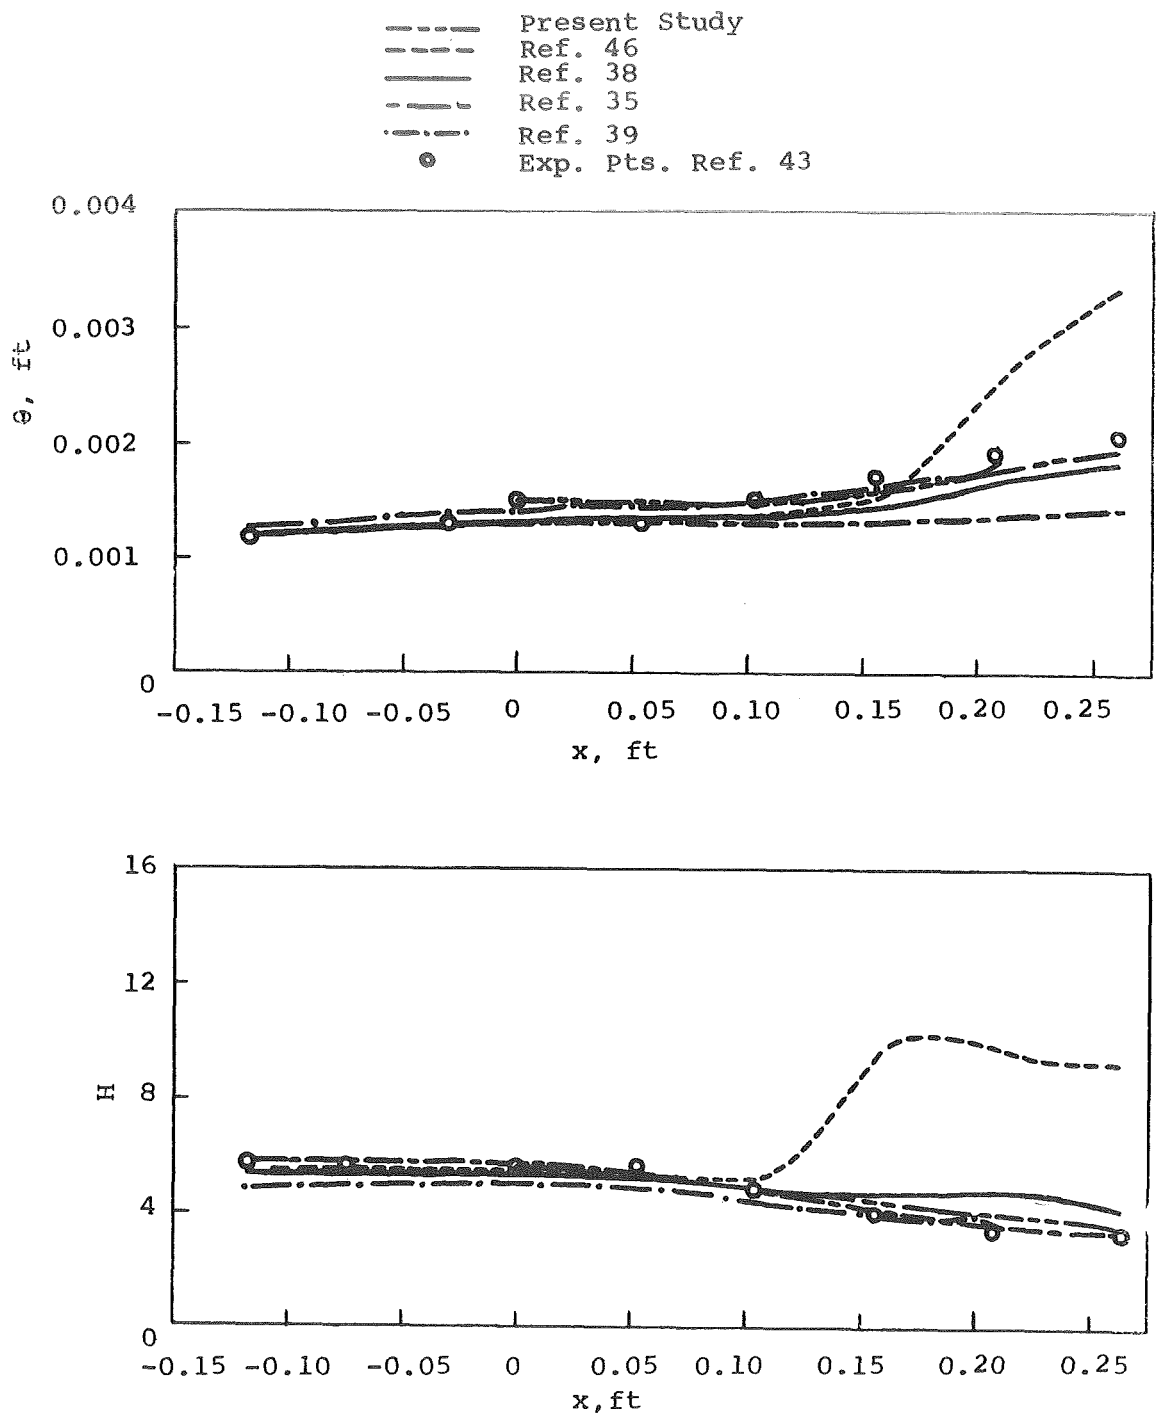 Present Study
Ref. 46
Ref. 38
Ref. 35
Ref. 39
Exp. Pts. Ref. 43
0.004
0.003
0.002
0.001
0
Θ, ft
-0.15 -0.10 -0.05 0 0.05 0.10 0.15 0.20 0.25
x, ft
16
12
8
4
0
H
-0.15 -0.10 -0.05 0 0.05 0.10 0.15 0.20 0.25
x,ft